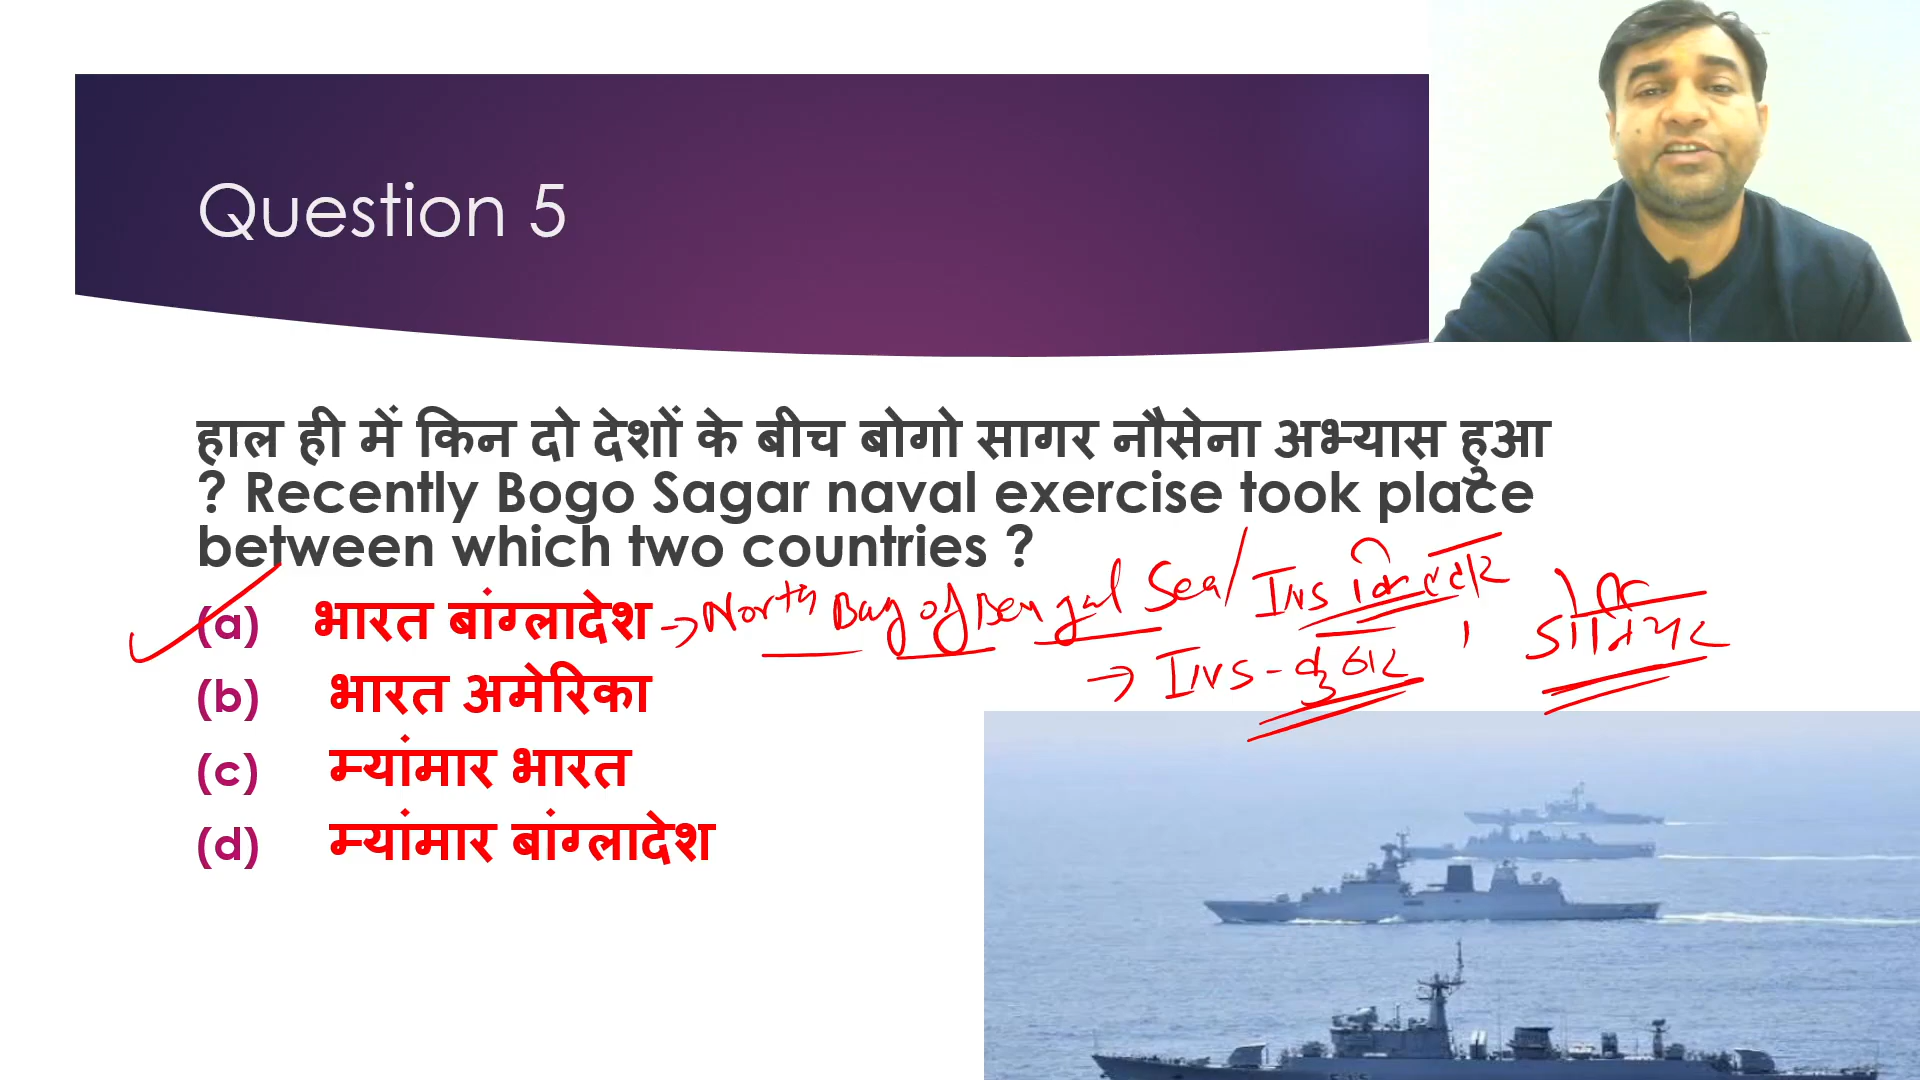 Question 5
हाल ही में किन दो देशों के बीच बोगो सागर नौसेना अभ्यास हुआ
? Recently Bogo Sagar naval exercise took place
between which two countries ?
(a) भारत बांग्लादेश → North Bay of Bengal Sea / INS
→ INS - कुठार ,
(b) भारत अमेरिका
(c) म्यांमार भारत
(d) म्यांमार बांग्लादेश